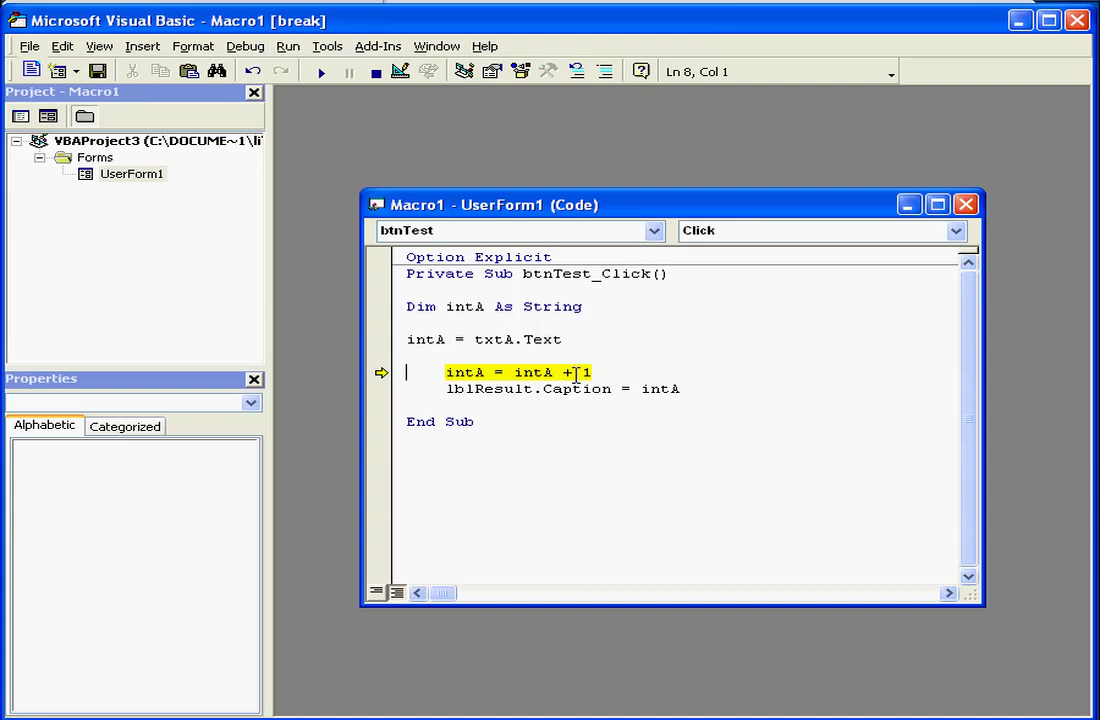 Microsoft Visual Basic - Macro1 [break]
File Edit View Insert Format Debug Run Tools Add-Ins Window Help
Ln 8, Col 1
Project - Macro1
VBAProject3 (C:\DOCUME~1\li
Forms
UserForm1
Macro1 - UserForm1 (Code)
btnTest Click
Option Explicit
Private Sub btnTest_Click()
Dim intA As String
intA = txtA.Text
intA = intA + 1
lblResult.Caption = intA
End Sub
Properties
Alphabetic Categorized